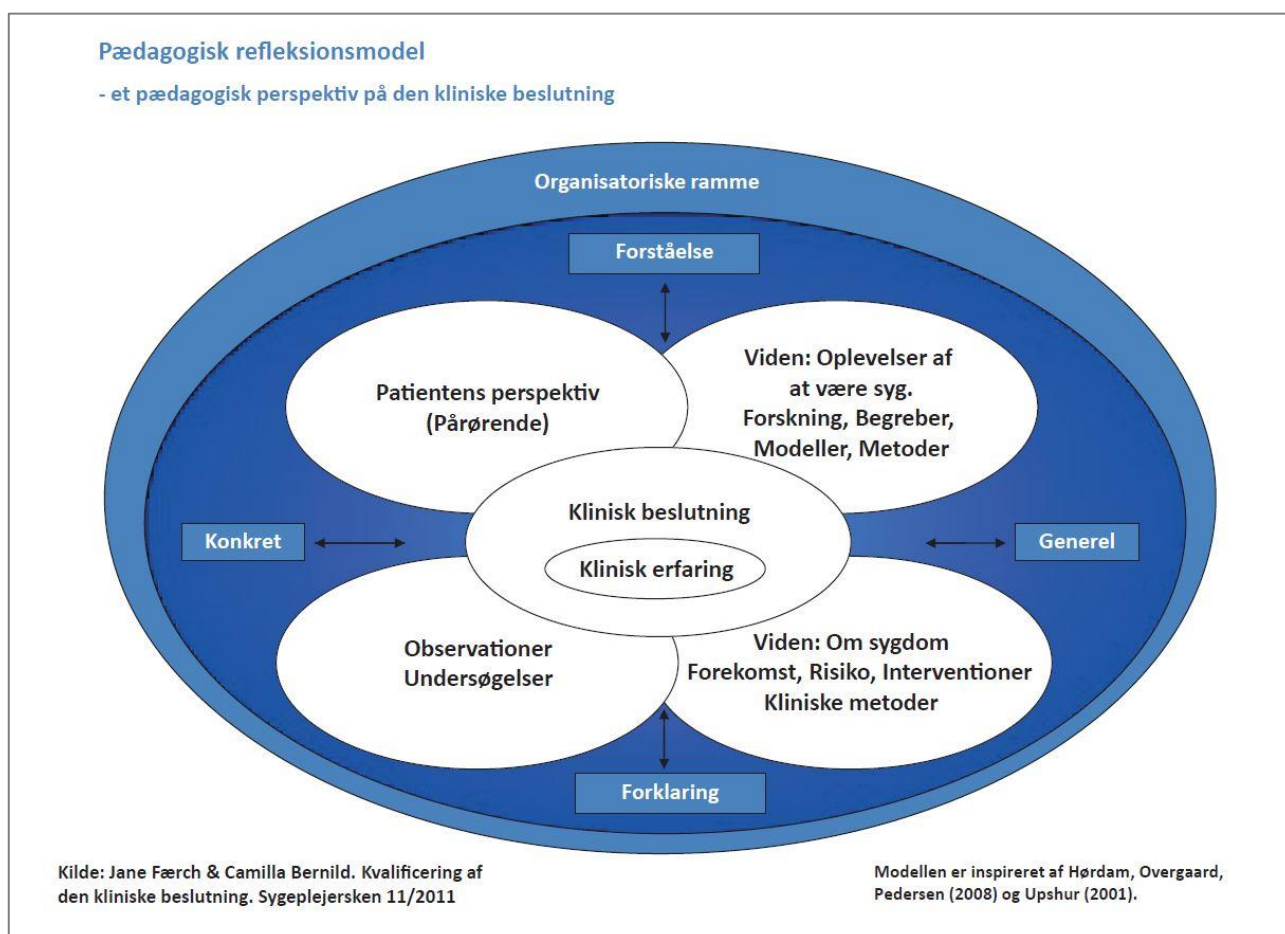 Pædagogisk refleksionsmodel
- et pædagogisk perspektiv på den kliniske beslutning
Organisatoriske ramme
Forståelse
Patientens perspektiv
(Pårørende)
Viden: Oplevelser af
at være syg.
Forskning, Begreber,
Modeller, Metoder
Klinisk beslutning
Klinisk erfaring
Konkret
Generel
Observationer
Undersøgelser
Viden: Om sygdom
Forekomst, Risiko, Interventioner
Kliniske metoder
Forklaring
Kilde: Jane Færch & Camilla Bernild. Kvalificering af
den kliniske beslutning. Sygeplejersken 11/2011
Modellen er inspireret af Hørdam, Overgaard,
Pedersen (2008) og Upshur (2001).